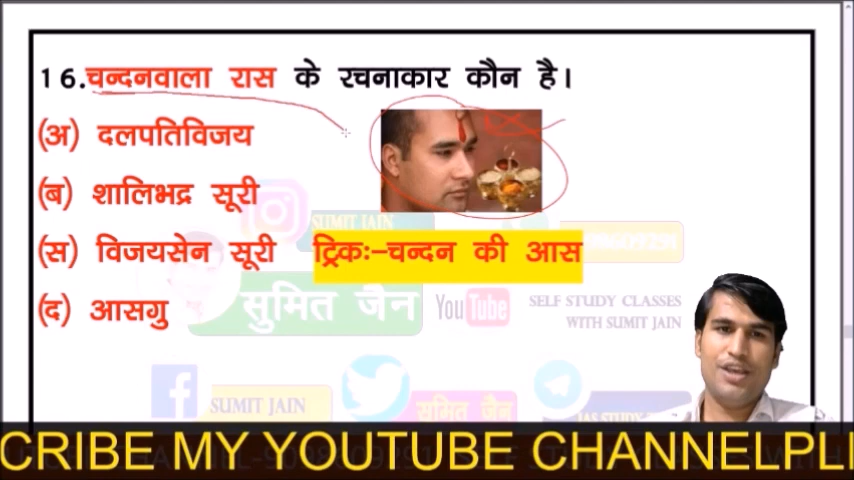 16.चन्दनवाला रास के रचनाकार कौन है।
(अ) दलपतिविजय
(ब) शालिभद्र सूरी
(स) विजयसेन सूरी
ट्रिकः-चन्दन की आस
(द) आसगु
SUMIT JAIN
सुमित जैन
YouTube
SELF STUDY CLASSES
WITH SUMIT JAIN
SUMIT JAIN
सुमित जैन
CRIBE MY YOUTUBE CHANNELPL